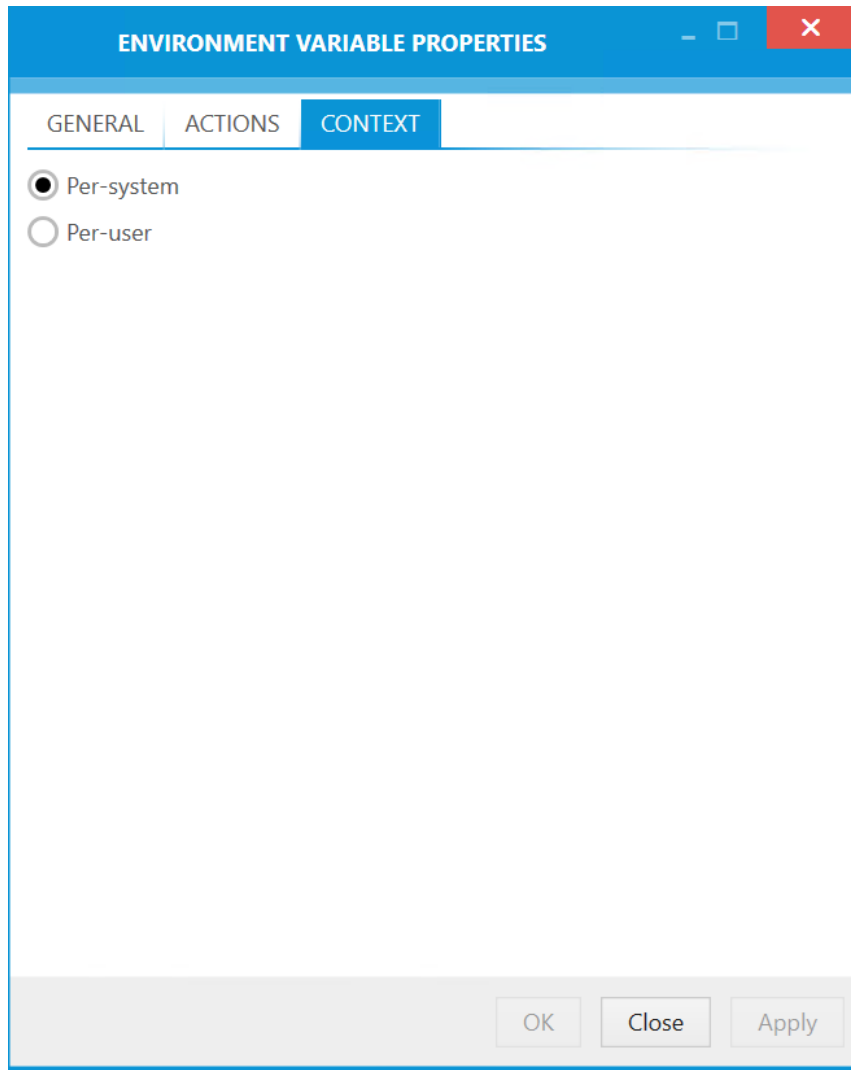 ENVIRONMENT VARIABLE PROPERTIES
GENERAL ACTIONS CONTEXT
Per-system
Per-user
OK Close Apply